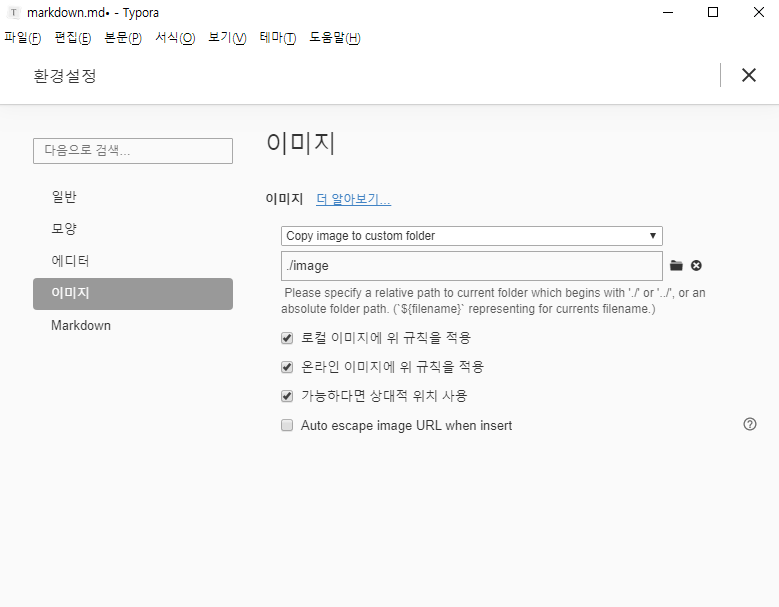 T markdown.md• - Typora
파일(F) 편집(E) 본문(P) 서식(O) 보기(V) 테마(T) 도움말(H)
환경설정
다음으로 검색...
일반
모양
에디터
이미지
Markdown
이미지
이미지 더 알아보기...
Copy image to custom folder
./image
Please specify a relative path to current folder which begins with './' or '../', or an
absolute folder path. (`${filename}` representing for currents filename.)
로컬 이미지에 위 규칙을 적용
온라인 이미지에 위 규칙을 적용
가능하다면 상대적 위치 사용
Auto escape image URL when insert